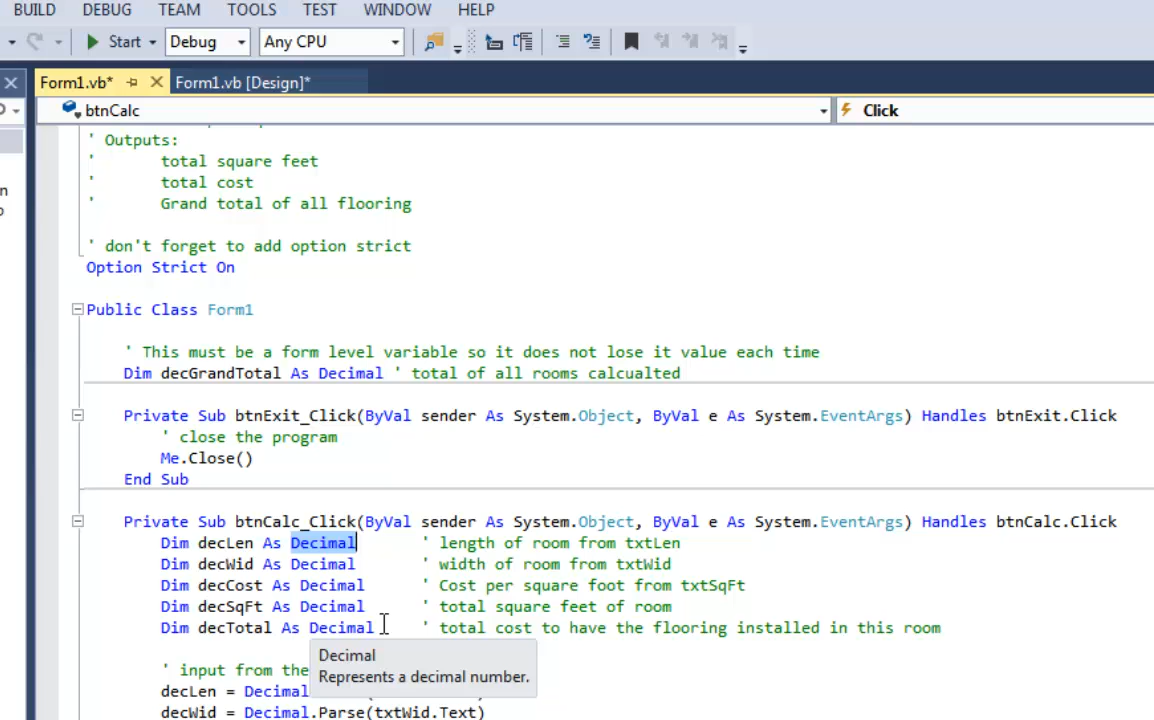 BUILD DEBUG TEAM TOOLS TEST WINDOW HELP
Start Debug Any CPU
Form1.vb* Form1.vb [Design]*
btnCalc Click
' Outputs:
' total square feet
' total cost
' Grand total of all flooring
' don't forget to add option strict
Option Strict On
Public Class Form1
' This must be a form level variable so it does not lose it value each time
Dim decGrandTotal As Decimal ' total of all rooms calcualted
Private Sub btnExit_Click(ByVal sender As System.Object, ByVal e As System.EventArgs) Handles btnExit.Click
' close the program
Me.Close()
End Sub
Private Sub btnCalc_Click(ByVal sender As System.Object, ByVal e As System.EventArgs) Handles btnCalc.Click
Dim decLen As Decimal ' length of room from txtLen
Dim decWid As Decimal ' width of room from txtWid
Dim decCost As Decimal ' Cost per square foot from txtSqFt
Dim decSqFt As Decimal ' total square feet of room
Dim decTotal As Decimal ' total cost to have the flooring installed in this room
Decimal
Represents a decimal number.
' input from the
decLen = Decimal
decWid = Decimal.Parse(txtWid.Text)